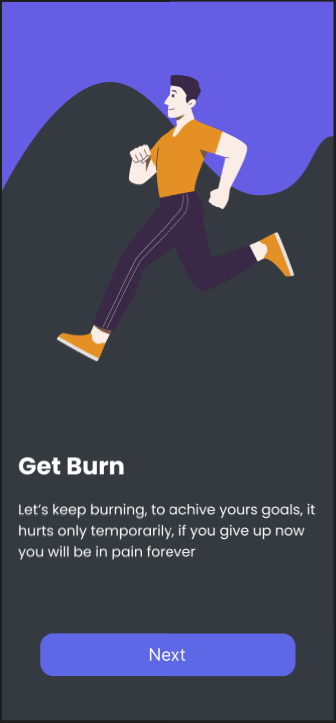 Get Burn
Let's keep burning, to achive yours goals, it
hurts only temporarily, if you give up now
you will be in pain forever
Next